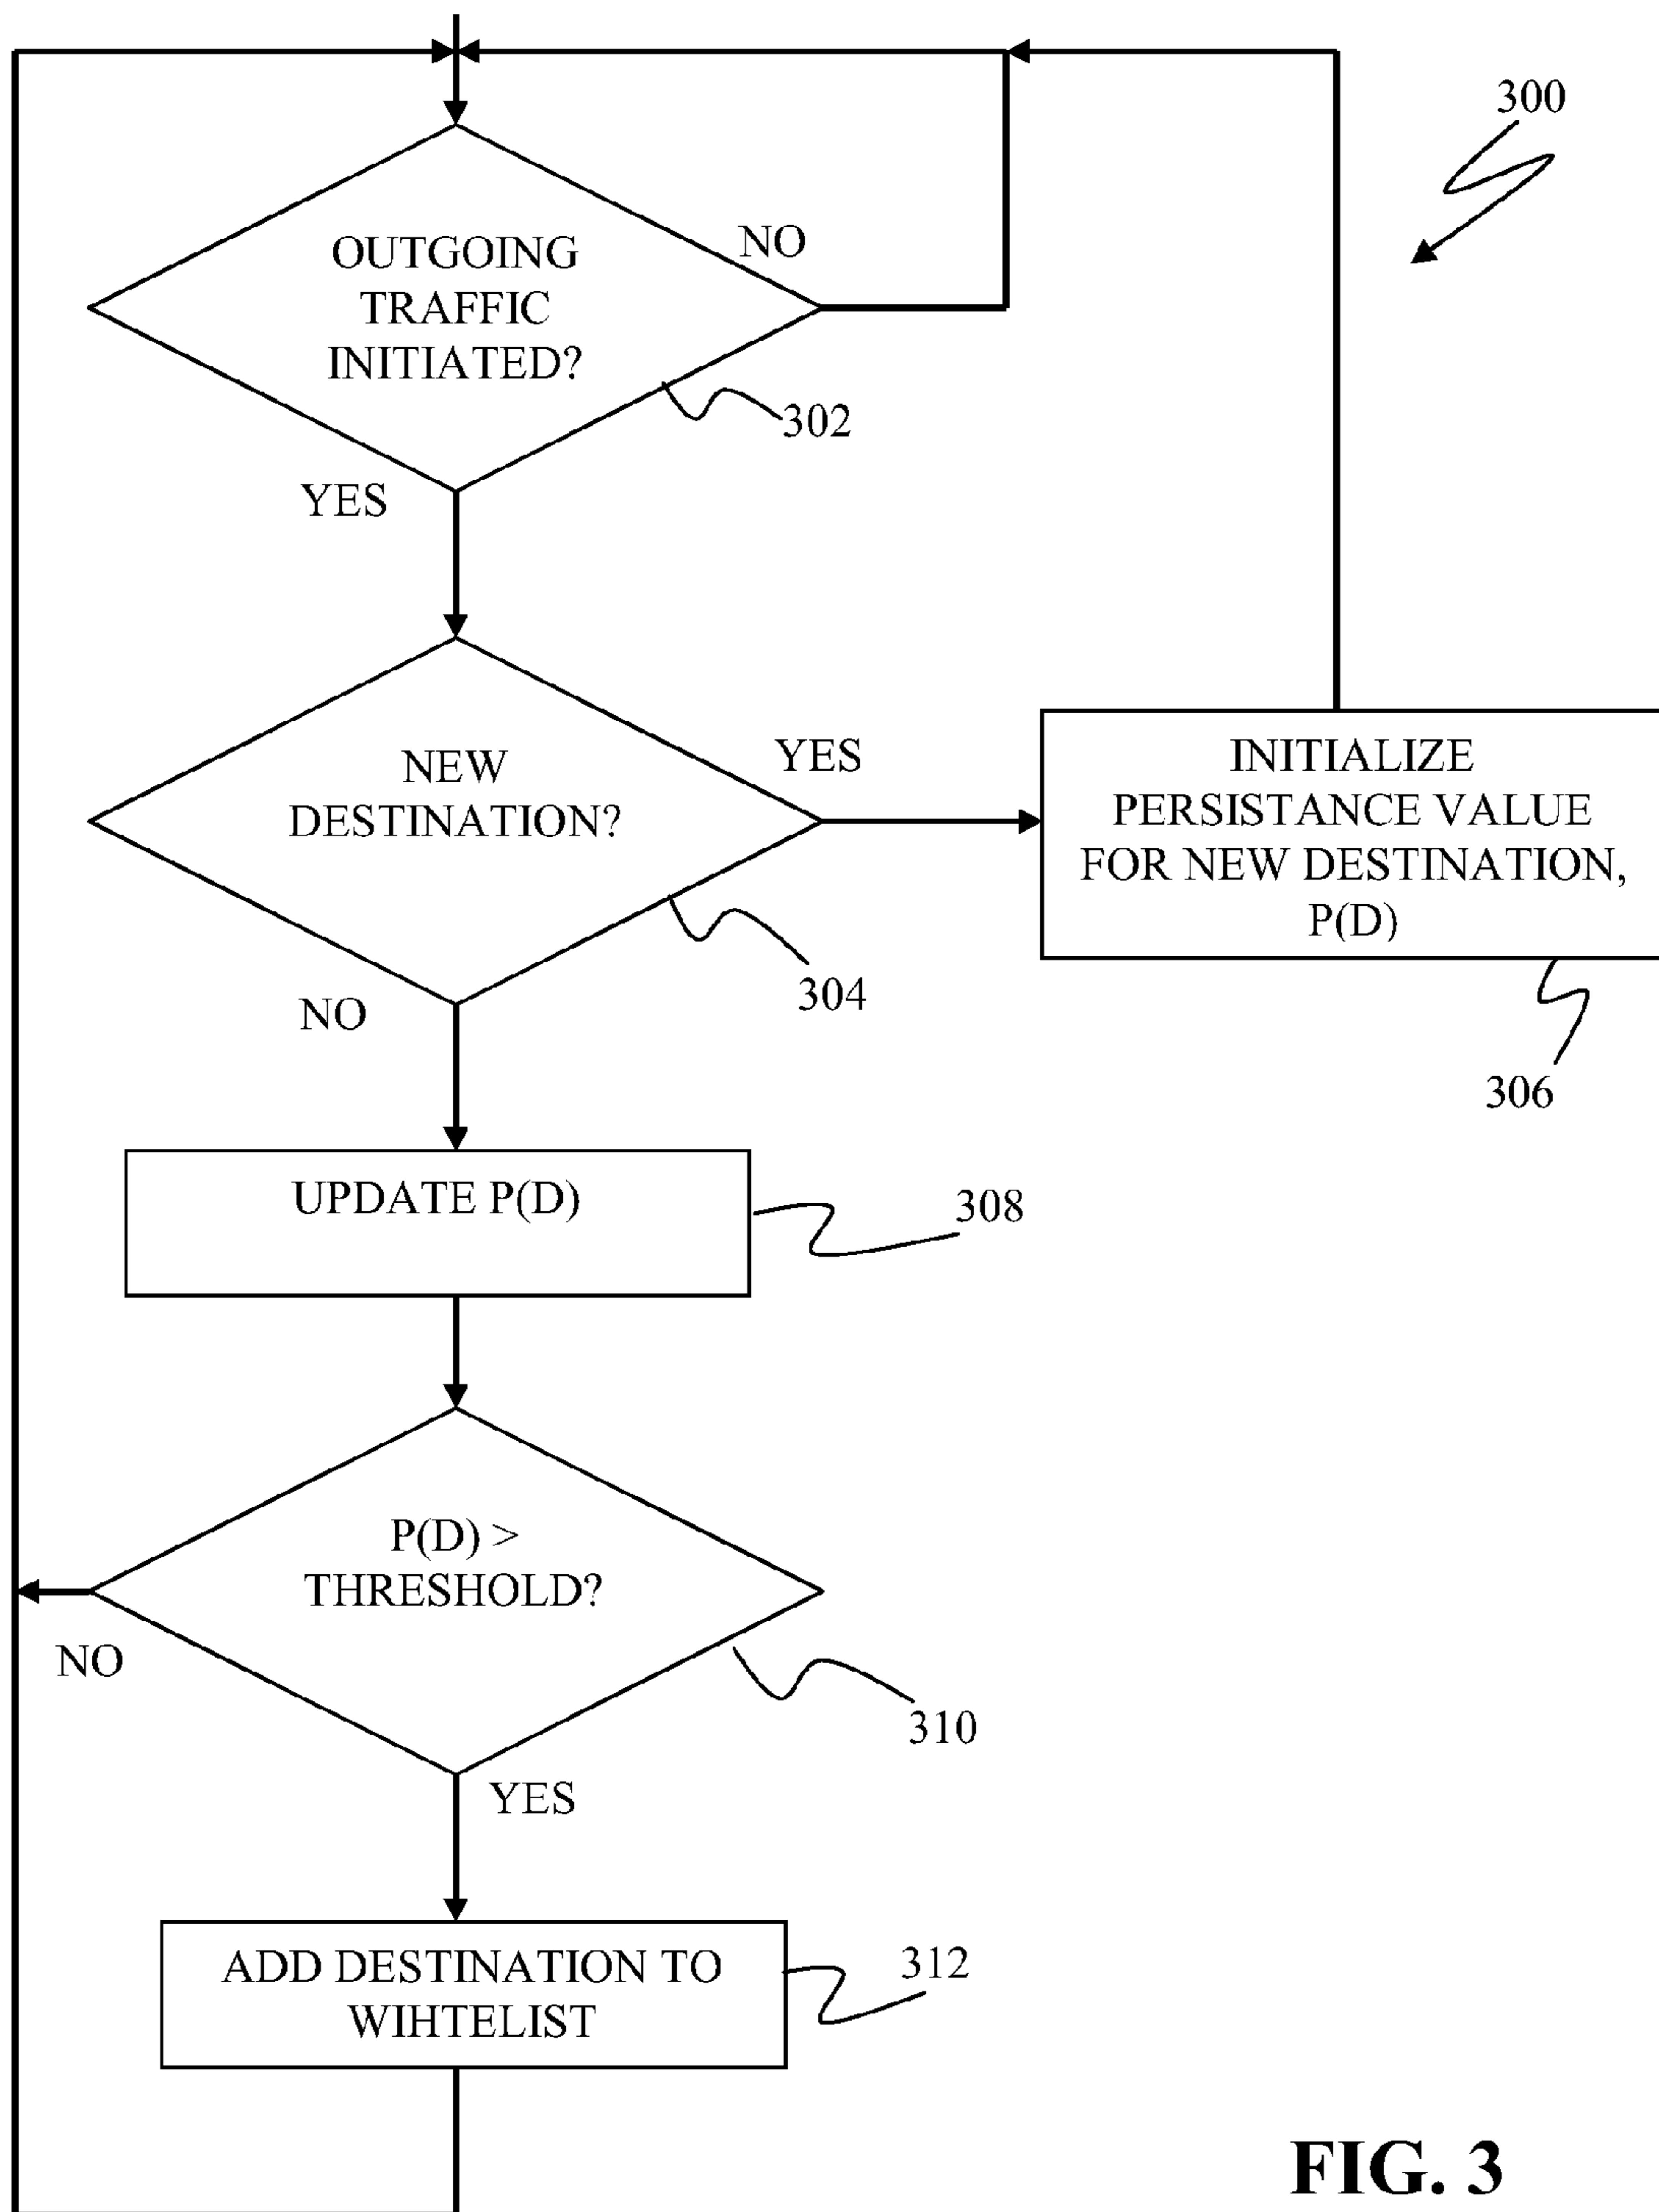 300
OUTGOING
TRAFFIC
INITIATED?
NO
302
YES
NEW
DESTINATION?
YES
304
NO
INITIALIZE
PERSISTANCE VALUE
FOR NEW DESTINATION,
P(D)
306
UPDATE P(D)
308
P(D) >
THRESHOLD?
NO
310
YES
ADD DESTINATION TO
WIHTELIST
312
FIG. 3